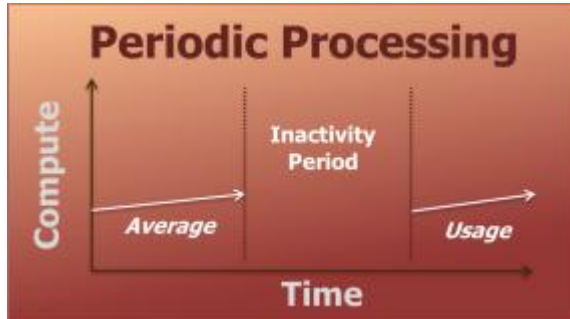 Periodic Processing
Compute
Inactivity
Period
Average
Usage
Time